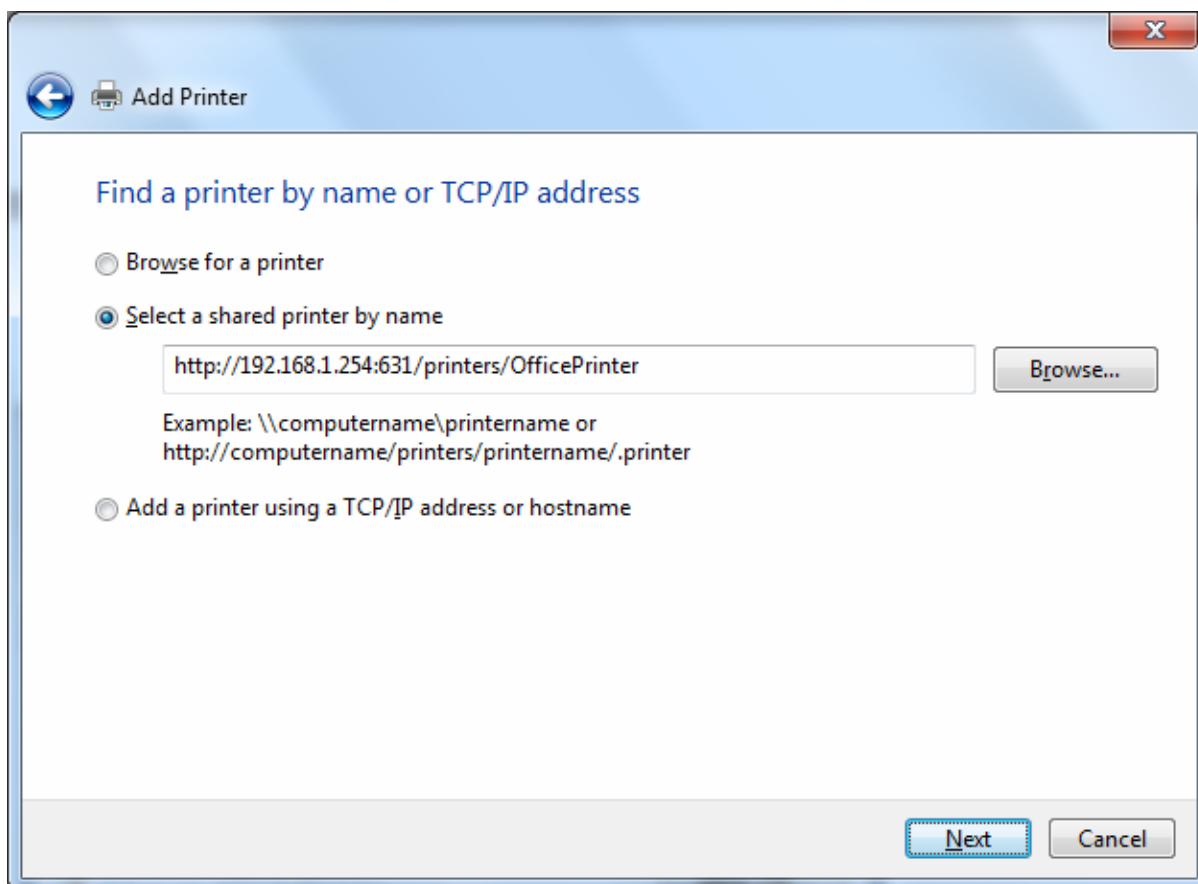 Add Printer
Find a printer by name or TCP/IP address
Browse for a printer
Select a shared printer by name
http://192.168.1.254:631/printers/OfficePrinter
Browse...
Example: \\computername\printername or
http://computername/printers/printername/.printer
Add a printer using a TCP/IP address or hostname
Next
Cancel